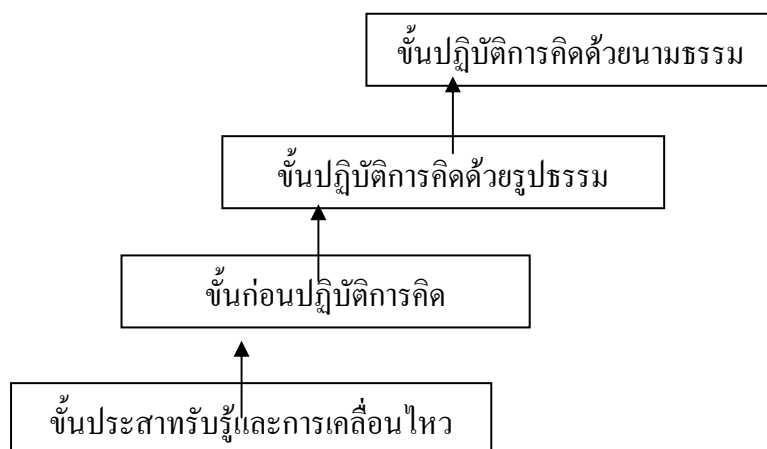 ขั้นปฏิบัติการคิดด้วยนามธรรม
ขั้นปฏิบัติการคิดด้วยรูปธรรม
ขั้นก่อนปฏิบัติการคิด
ขั้นประสาทรับรู้และการเคลื่อนไหว